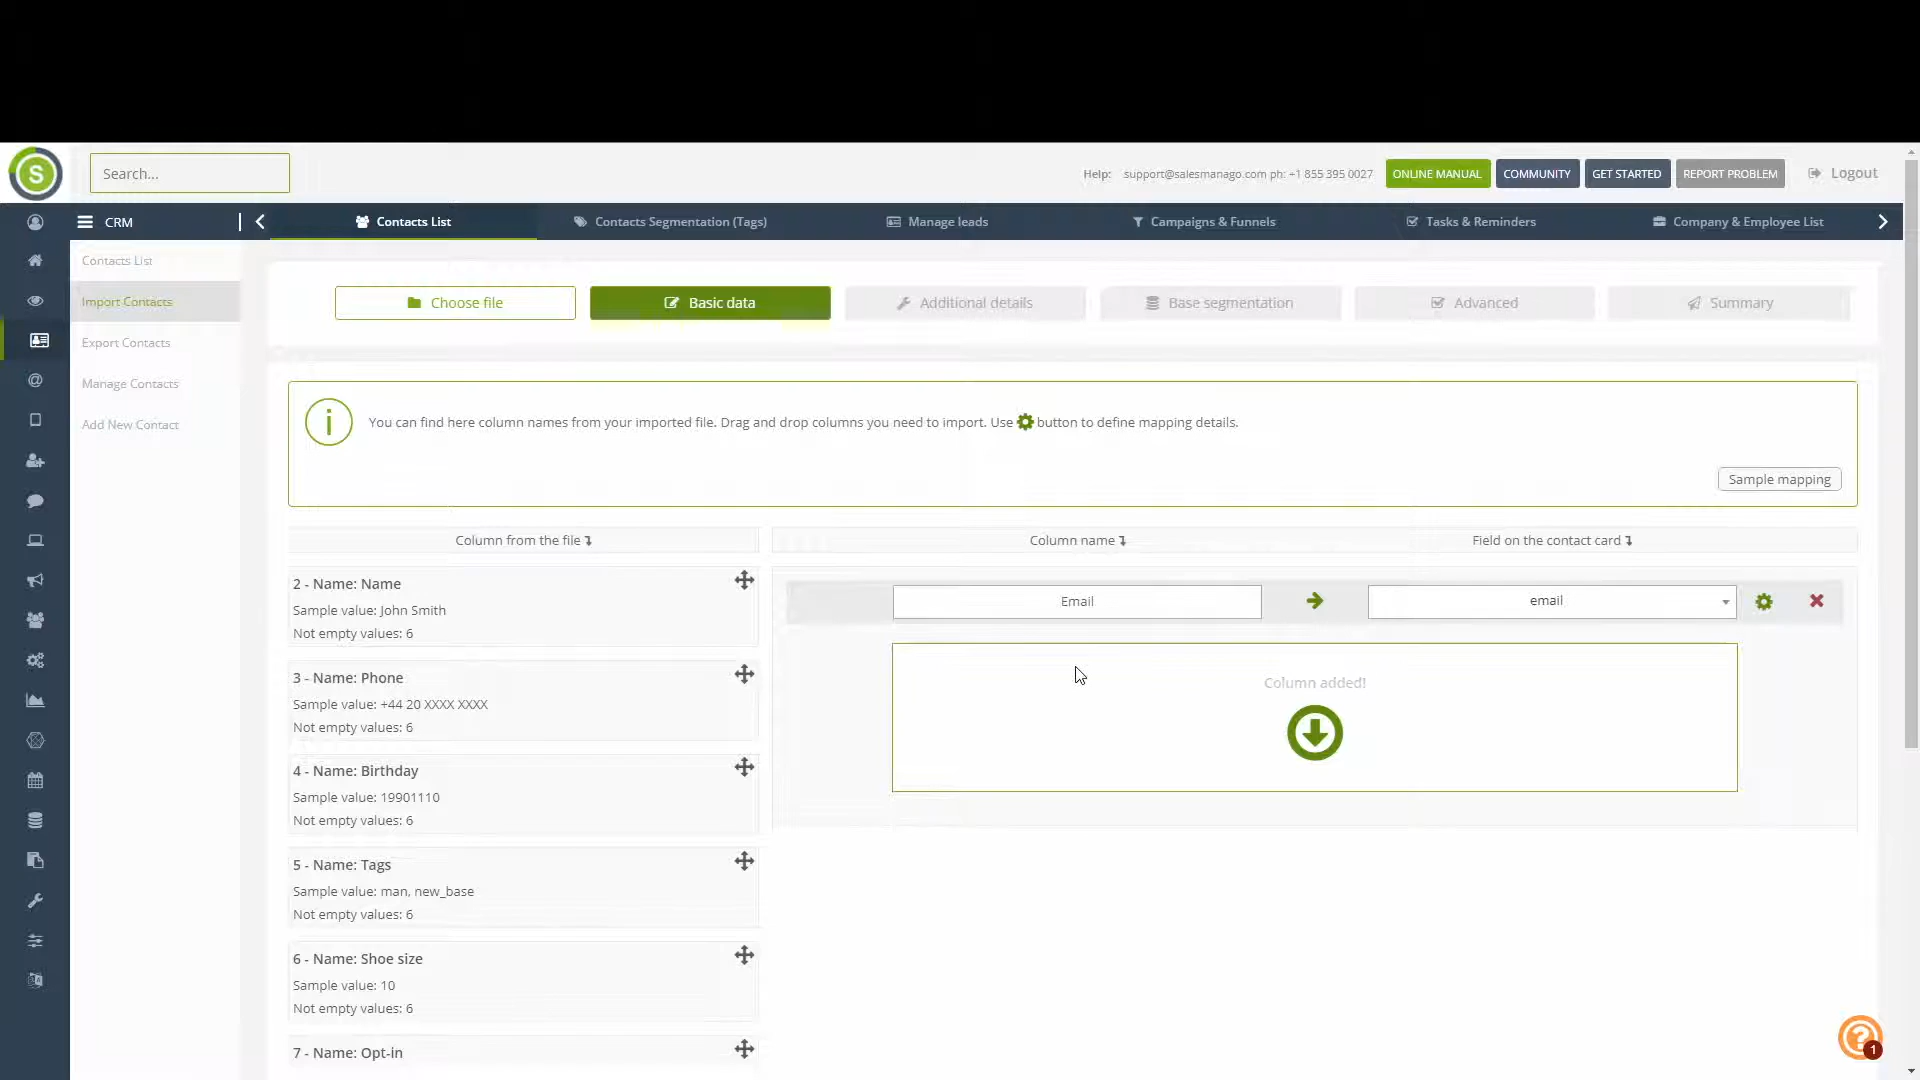 S
Search...
Help: support@salesmanago.com ph: +1 855 395 0027
ONLINE MANUAL
COMMUNITY
GET STARTED
REPORT PROBLEM
Logout
CRM
Contacts List
Contacts Segmentation (Tags)
Manage leads
Campaigns & Funnels
Tasks & Reminders
Company & Employee List
Contacts List
Import Contacts
Export Contacts
Manage Contacts
Add New Contact
Choose file
Basic data
Additional details
Base segmentation
Advanced
Summary
You can find here column names from your imported file. Drag and drop columns you need to import. Use button to define mapping details.
Sample mapping
Column from the file
Column name
Field on the contact card
2 - Name: Name
Sample value: John Smith
Not empty values: 6
3 - Name: Phone
Sample value: +44 20 XXXX XXXX
Not empty values: 6
4 - Name: Birthday
Sample value: 19901110
Not empty values: 6
5 - Name: Tags
Sample value: man, new_base
Not empty values: 6
6 - Name: Shoe size
Sample value: 10
Not empty values: 6
7 - Name: Opt-in
Email
email
Column added!
1